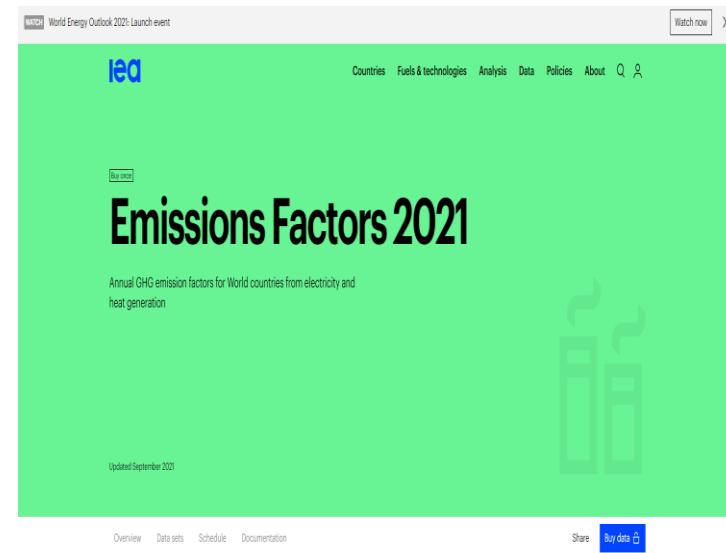 WATCH World Energy Outlook 2021: Launch event Watch now
iea Countries Fuels & technologies Analysis Data Policies About
Buy once
Emissions Factors 2021
Annual GHG emission factors for World countries from electricity and
heat generation
Updated September 2021
Overview Data sets Schedule Documentation Share Buy data